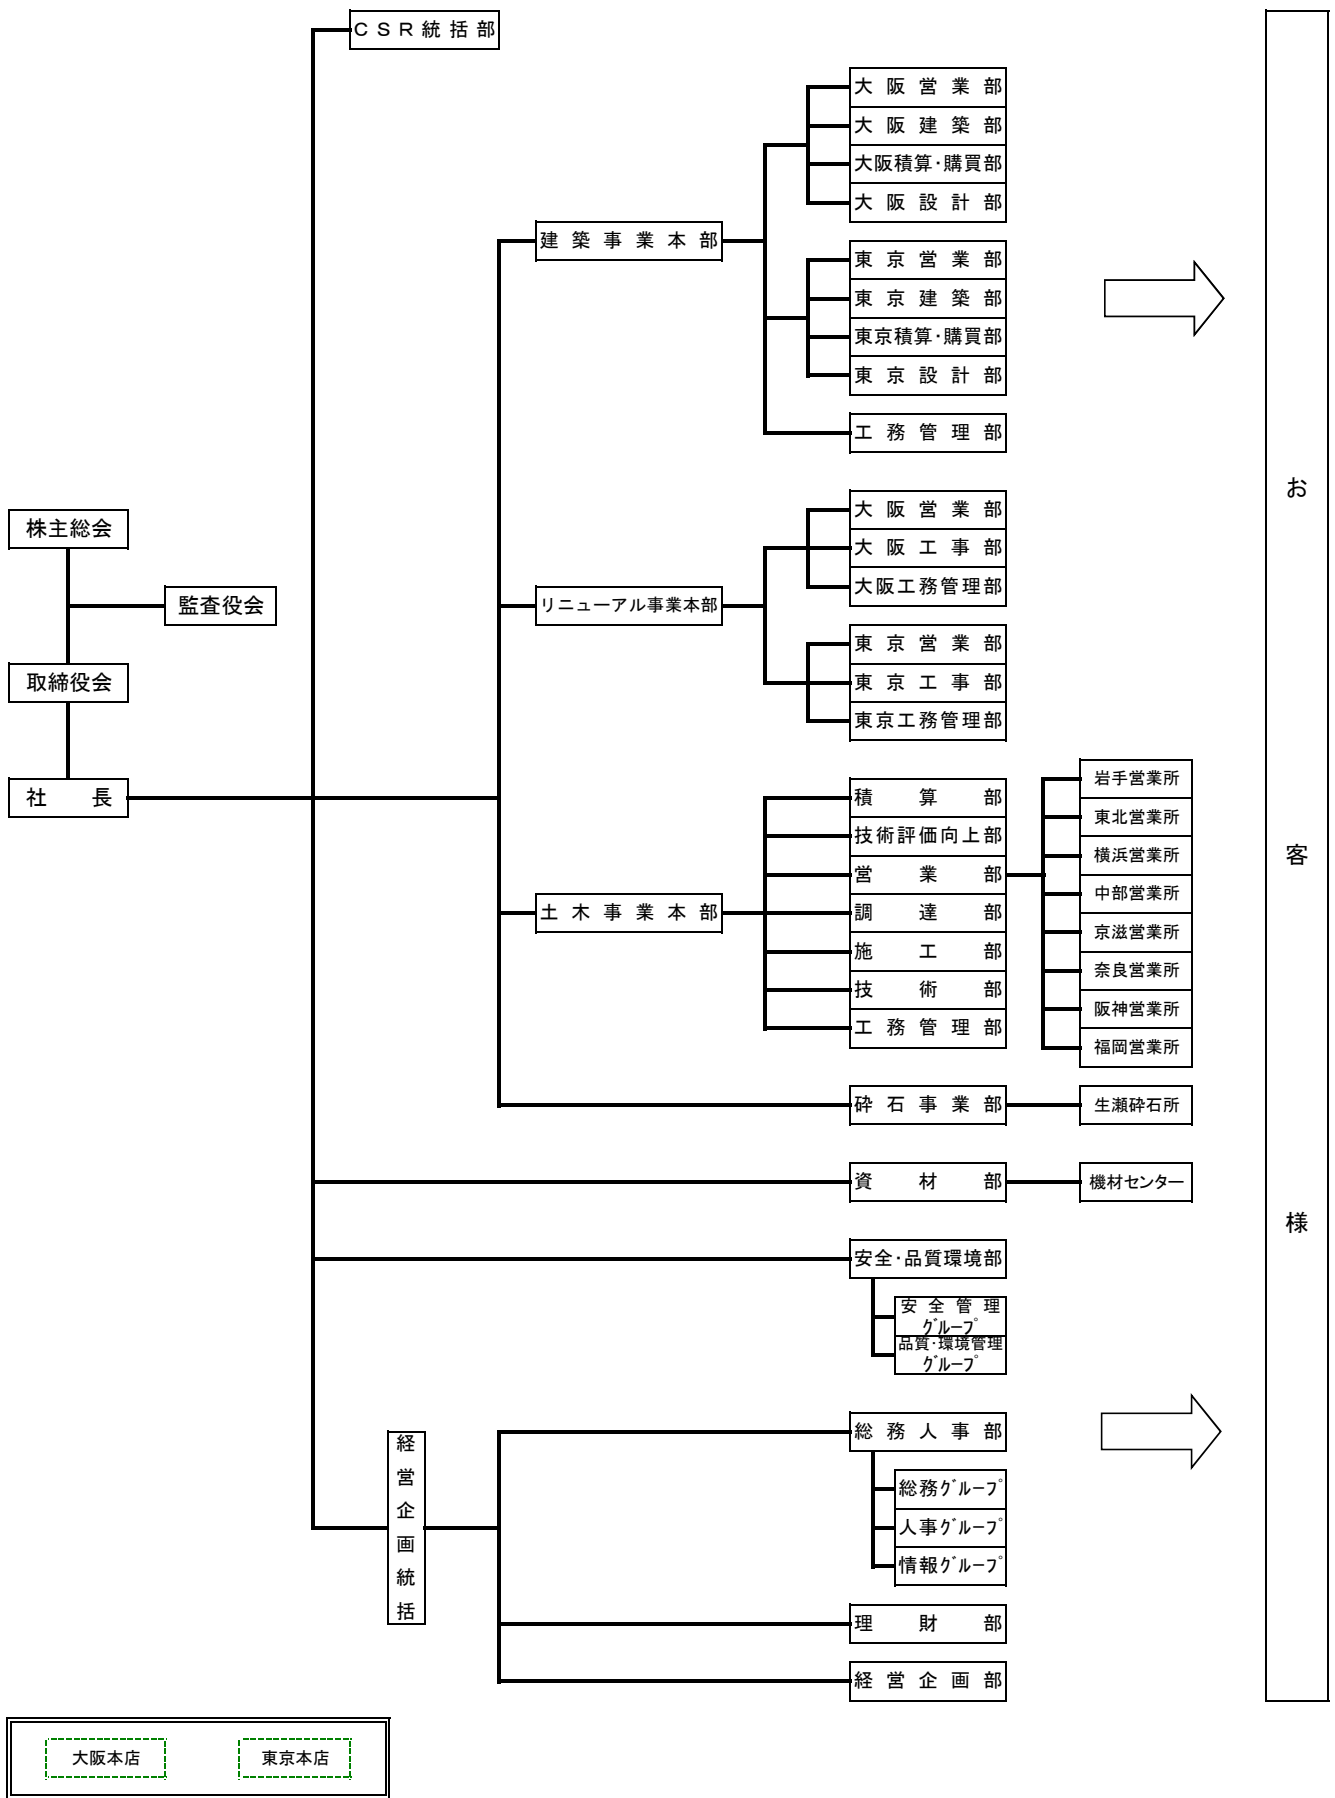 CSR統括部
大阪営業部
大阪建築部
大阪積算・購買部
大阪設計部
建築事業本部
東京営業部
東京建築部
東京積算・購買部
東京設計部
工務管理部
株主総会
監査役会
取締役会
社長
リニューアル事業本部
大阪営業部
大阪工事部
大阪工務管理部
東京営業部
東京工事部
東京工務管理部
土木事業本部
積算部
技術評価向上部
営業部
調達部
施工部
技術部
工務管理部
岩手営業所
東北営業所
横浜営業所
中部営業所
京滋営業所
奈良営業所
阪神営業所
福岡営業所
砕石事業部
生瀬砕石所
資材部
機材センター
安全・品質環境部
安全管理
グループ
品質・環境管理
グループ
経営企画統括
総務人事部
総務グループ
人事グループ
情報グループ
理財部
経営企画部
お客様
大阪本店
東京本店